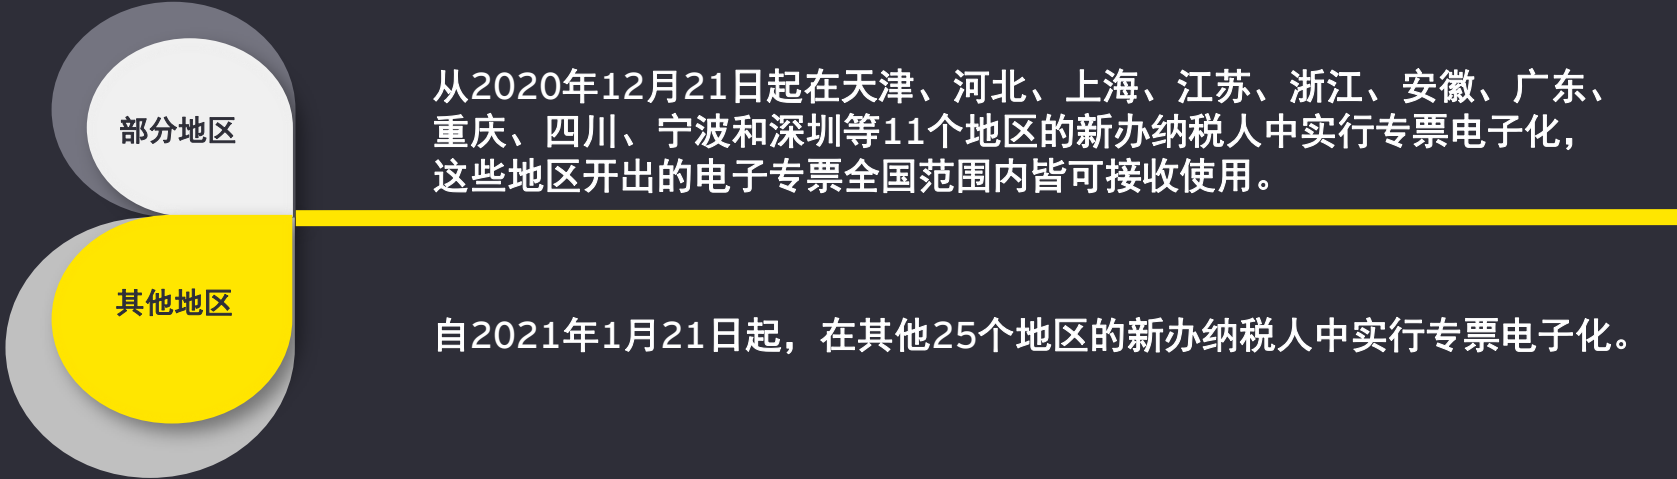 部分地区
从2020年12月21日起在天津、河北、上海、江苏、浙江、安徽、广东、
重庆、四川、宁波和深圳等11个地区的新办纳税人中实行专票电子化，
这些地区开出的电子专票全国范围内皆可接收使用。
其他地区
自2021年1月21日起，在其他25个地区的新办纳税人中实行专票电子化。